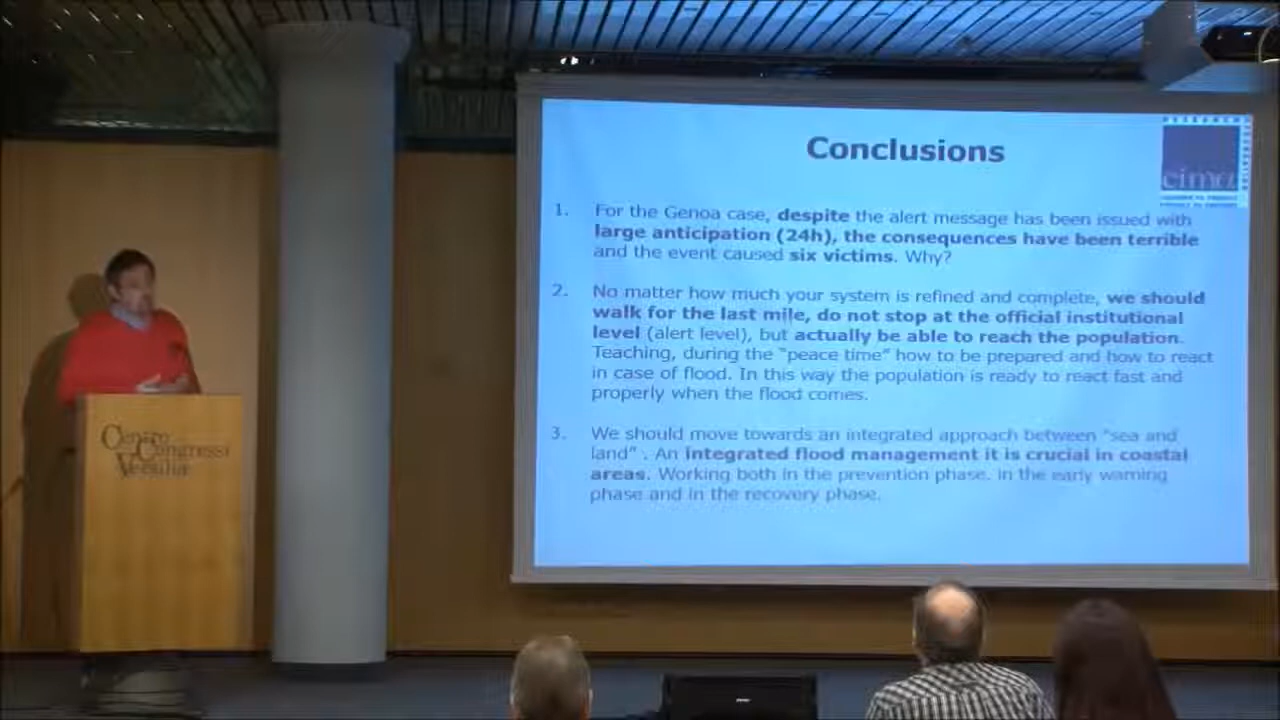 Conclusions
RESEARCH
FOUNDATION
cima
1. For the Genoa case, despite the alert message has been issued with
large anticipation (24h), the consequences have been terrible
and the event caused six victims. Why?
2. No matter how much your system is refined and complete, we should
walk for the last mile, do not stop at the official institutional
level (alert level), but actually be able to reach the population.
Teaching, during the "peace time" how to be prepared and how to react
in case of flood. In this way the population is ready to react fast and
properly when the flood comes.
3. We should move towards an integrated approach between "sea and
land" . An integrated flood management it is crucial in coastal
areas. Working both in the prevention phase, in the early warning
phase and in the recovery phase.
Centro
Congressi
Versilia